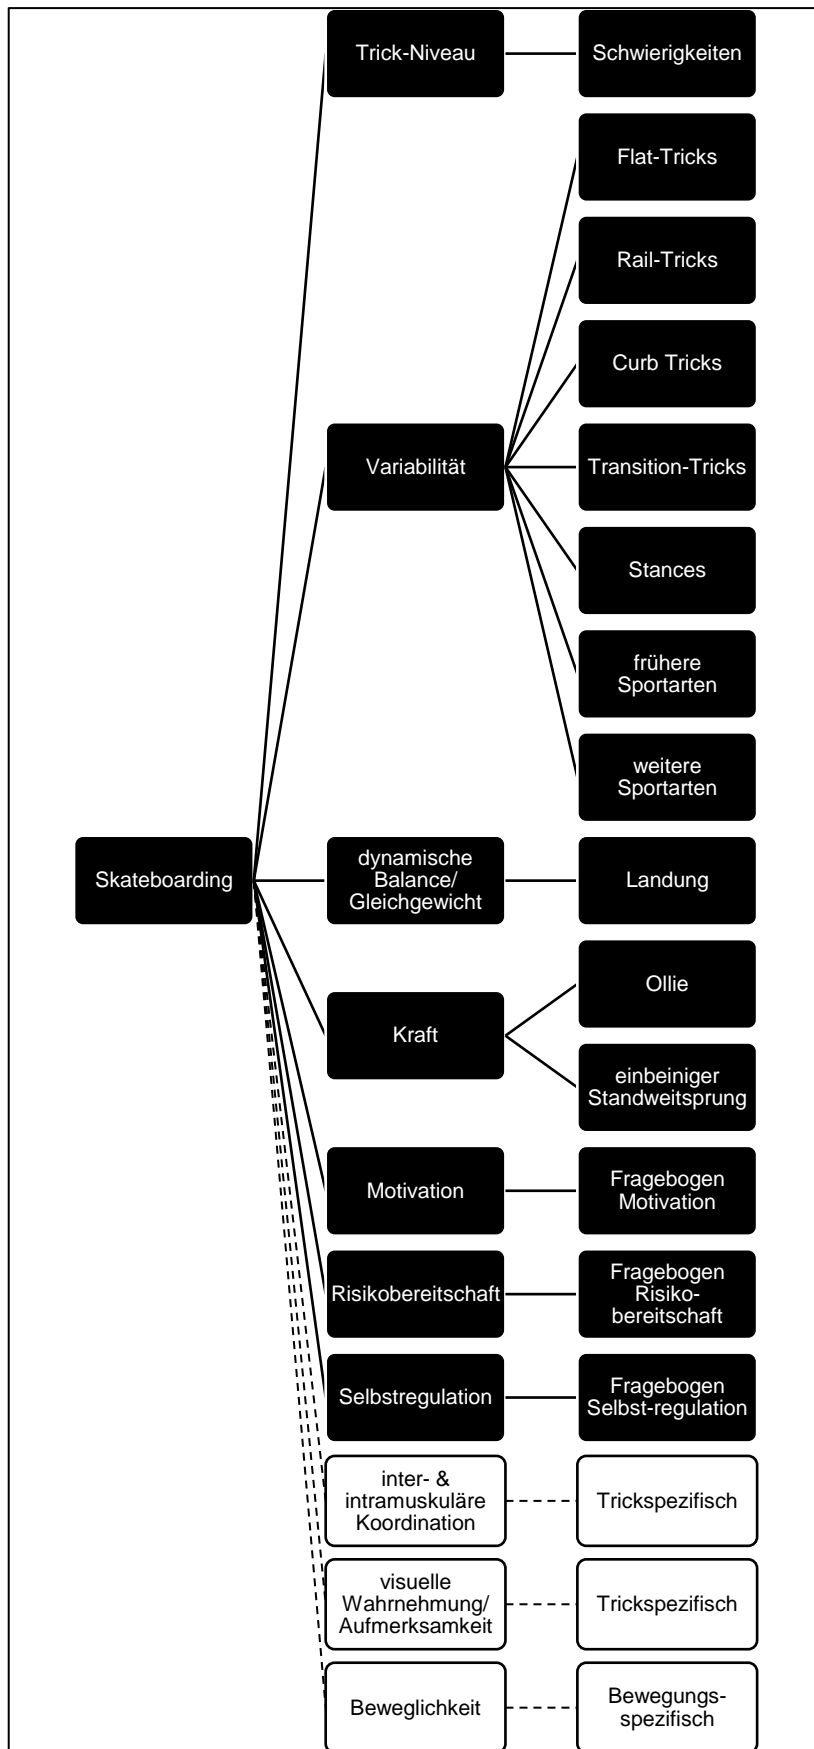 Trick-Niveau
Schwierigkeiten
Flat-Tricks
Rail-Tricks
Curb Tricks
Variabilität
Transition-Tricks
Stances
frühere
Sportarten
weitere
Sportarten
Skateboarding
dynamische
Balance/
Gleichgewicht
Landung
Ollie
Kraft
einbeiniger
Standweitsprung
Motivation
Fragebogen
Motivation
Risikobereitschaft
Fragebogen
Risiko-
bereitschaft
Selbstregulation
Fragebogen
Selbst-regulation
inter- &
intramuskuläre
Koordination
Trickspezifisch
visuelle
Wahrnehmung/
Aufmerksamkeit
Trickspezifisch
Beweglichkeit
Bewegungs-
spezifisch